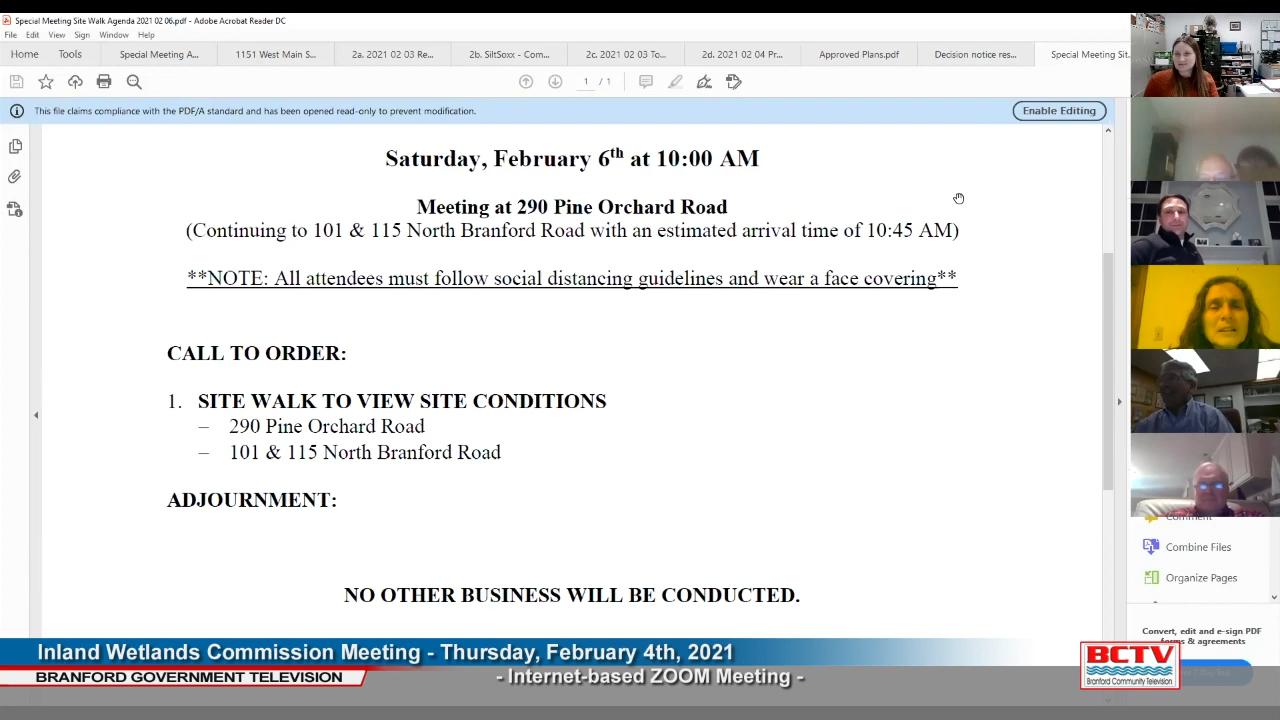 Special Meeting Site Walk Agenda 2021 02 06.pdf - Adobe Acrobat Reader DC
File Edit View Sign Window Help
Home Tools Special Meeting A... 1151 West Main S... 2a. 2021 02 03 Re... 2b.SiltSoxx - Com... 2c. 2021 02 03 To... 2d. 2021 02 04 Pr... Approved Plans.pdf Decision notice res... Special Meeting Sit...
1 / 1
This file claims compliance with the PDF/A standard and has been opened read-only to prevent modification.
Enable Editing
Saturday, February 6th at 10:00 AM
Meeting at 290 Pine Orchard Road
(Continuing to 101 & 115 North Branford Road with an estimated arrival time of 10:45 AM)
**NOTE: All attendees must follow social distancing guidelines and wear a face covering**
CALL TO ORDER:
1. SITE WALK TO VIEW SITE CONDITIONS
– 290 Pine Orchard Road
– 101 & 115 North Branford Road
ADJOURNMENT:
NO OTHER BUSINESS WILL BE CONDUCTED.
Comment
Combine Files
Organize Pages
Convert, edit and e-sign PDF
forms & agreements
Inland Wetlands Commission Meeting - Thursday, February 4th, 2021
BRANFORD GOVERNMENT TELEVISION
- Internet-based ZOOM Meeting -
BCTV
Branford Community Television